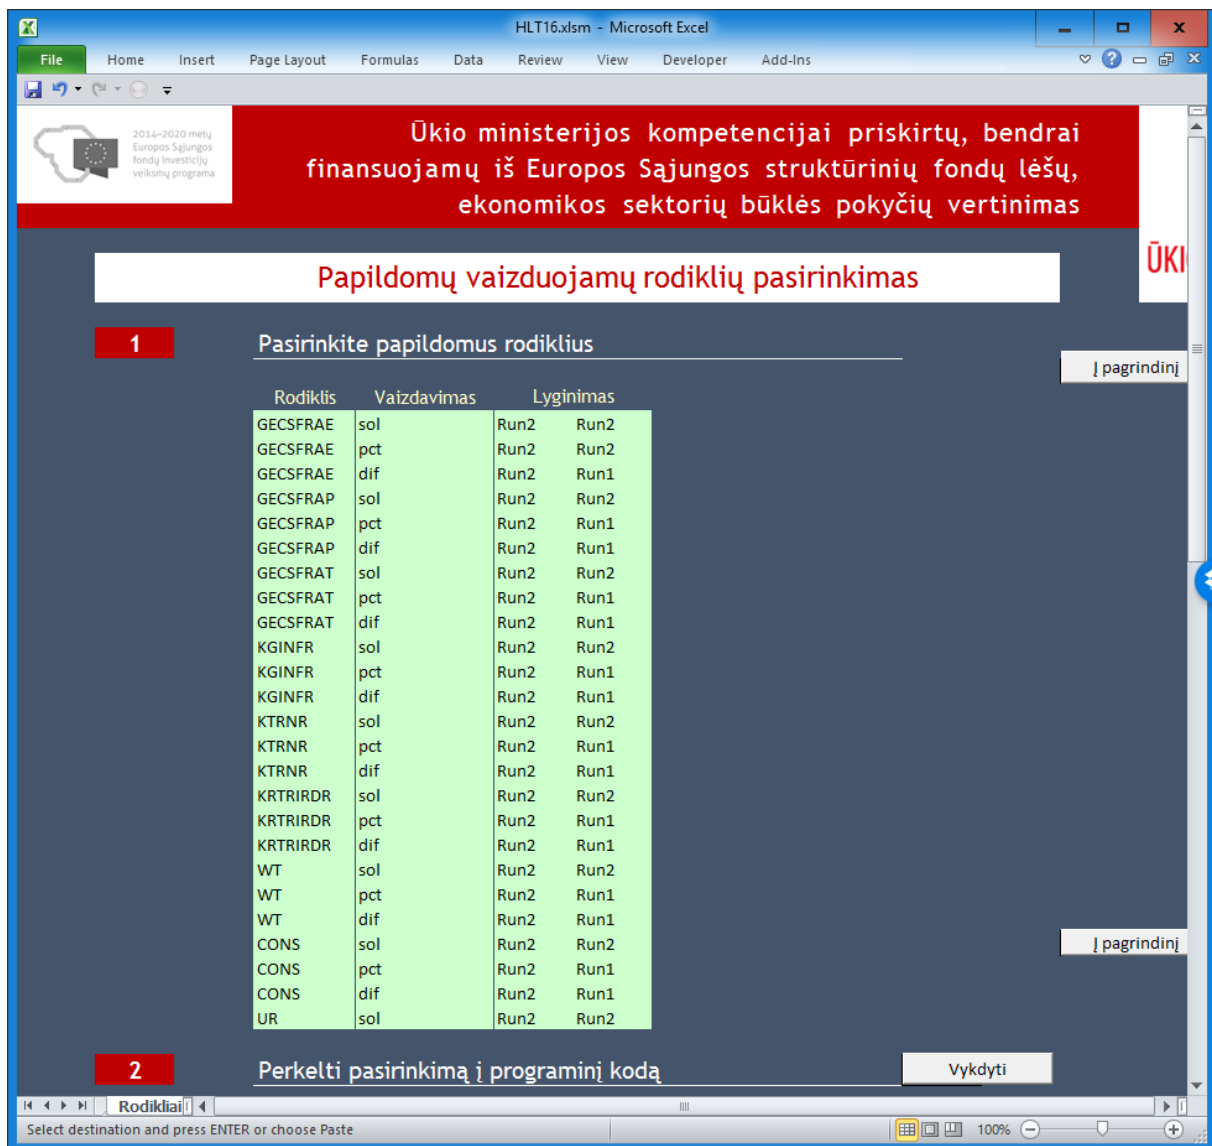 HLT16.xlsm - Microsoft Excel
File Home Insert Page Layout Formulas Data Review View Developer Add-Ins
2014–2020 metų
Europos Sąjungos
fondų investicijų
veiksmų programa
Ūkio ministerijos kompetencijai priskirtų, bendrai
finansuojamų iš Europos Sąjungos struktūrinių fondų lėšų,
ekonomikos sektorių būklės pokyčių vertinimas
ŪKI
Papildomų vaizduojamų rodiklių pasirinkimas
1 Pasirinkite papildomus rodiklius
Į pagrindinį
Rodiklis Vaizdavimas Lyginimas
GECSFRAE sol Run2 Run2
GECSFRAE pct Run2 Run2
GECSFRAE dif Run2 Run1
GECSFRAP sol Run2 Run2
GECSFRAP pct Run2 Run1
GECSFRAP dif Run2 Run1
GECSFRAT sol Run2 Run2
GECSFRAT pct Run2 Run1
GECSFRAT dif Run2 Run1
KGINFR sol Run2 Run2
KGINFR pct Run2 Run1
KGINFR dif Run2 Run1
KTRNR sol Run2 Run2
KTRNR pct Run2 Run1
KTRNR dif Run2 Run1
KRTRIRDR sol Run2 Run2
KRTRIRDR pct Run2 Run1
KRTRIRDR dif Run2 Run1
WT sol Run2 Run2
WT pct Run2 Run1
WT dif Run2 Run1
CONS sol Run2 Run2
Į pagrindinį
CONS pct Run2 Run1
CONS dif Run2 Run1
UR sol Run2 Run2
2 Perkelti pasirinkimą į programinį kodą Vykdyti
Rodikliai
Select destination and press ENTER or choose Paste 100%